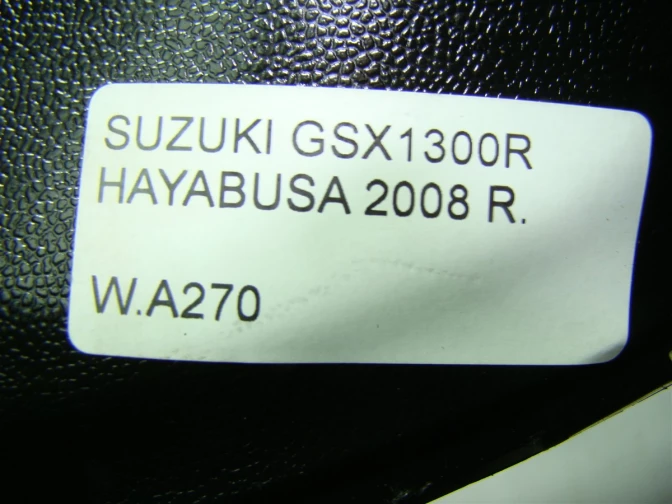 SUZUKI GSX1300R
HAYABUSA 2008 R.
W.A270